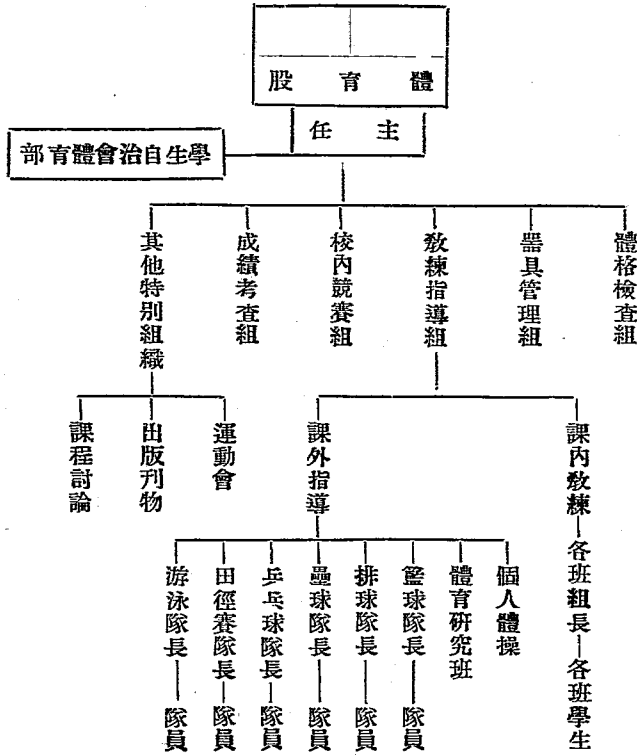 體育股
主任
學生自治會體育部
體格檢查組
器具管理組
教練指導組
校內競賽組
成績考查組
其他特別組織
課內教練
各班組長
各班學生
課外指導
運動會
出版刊物
課程討論
個人體操
體育研究班
籃球隊長
隊員
排球隊長
隊員
壘球隊長
隊員
乒乓球隊長
隊員
田徑賽隊長
隊員
游泳隊長
隊員